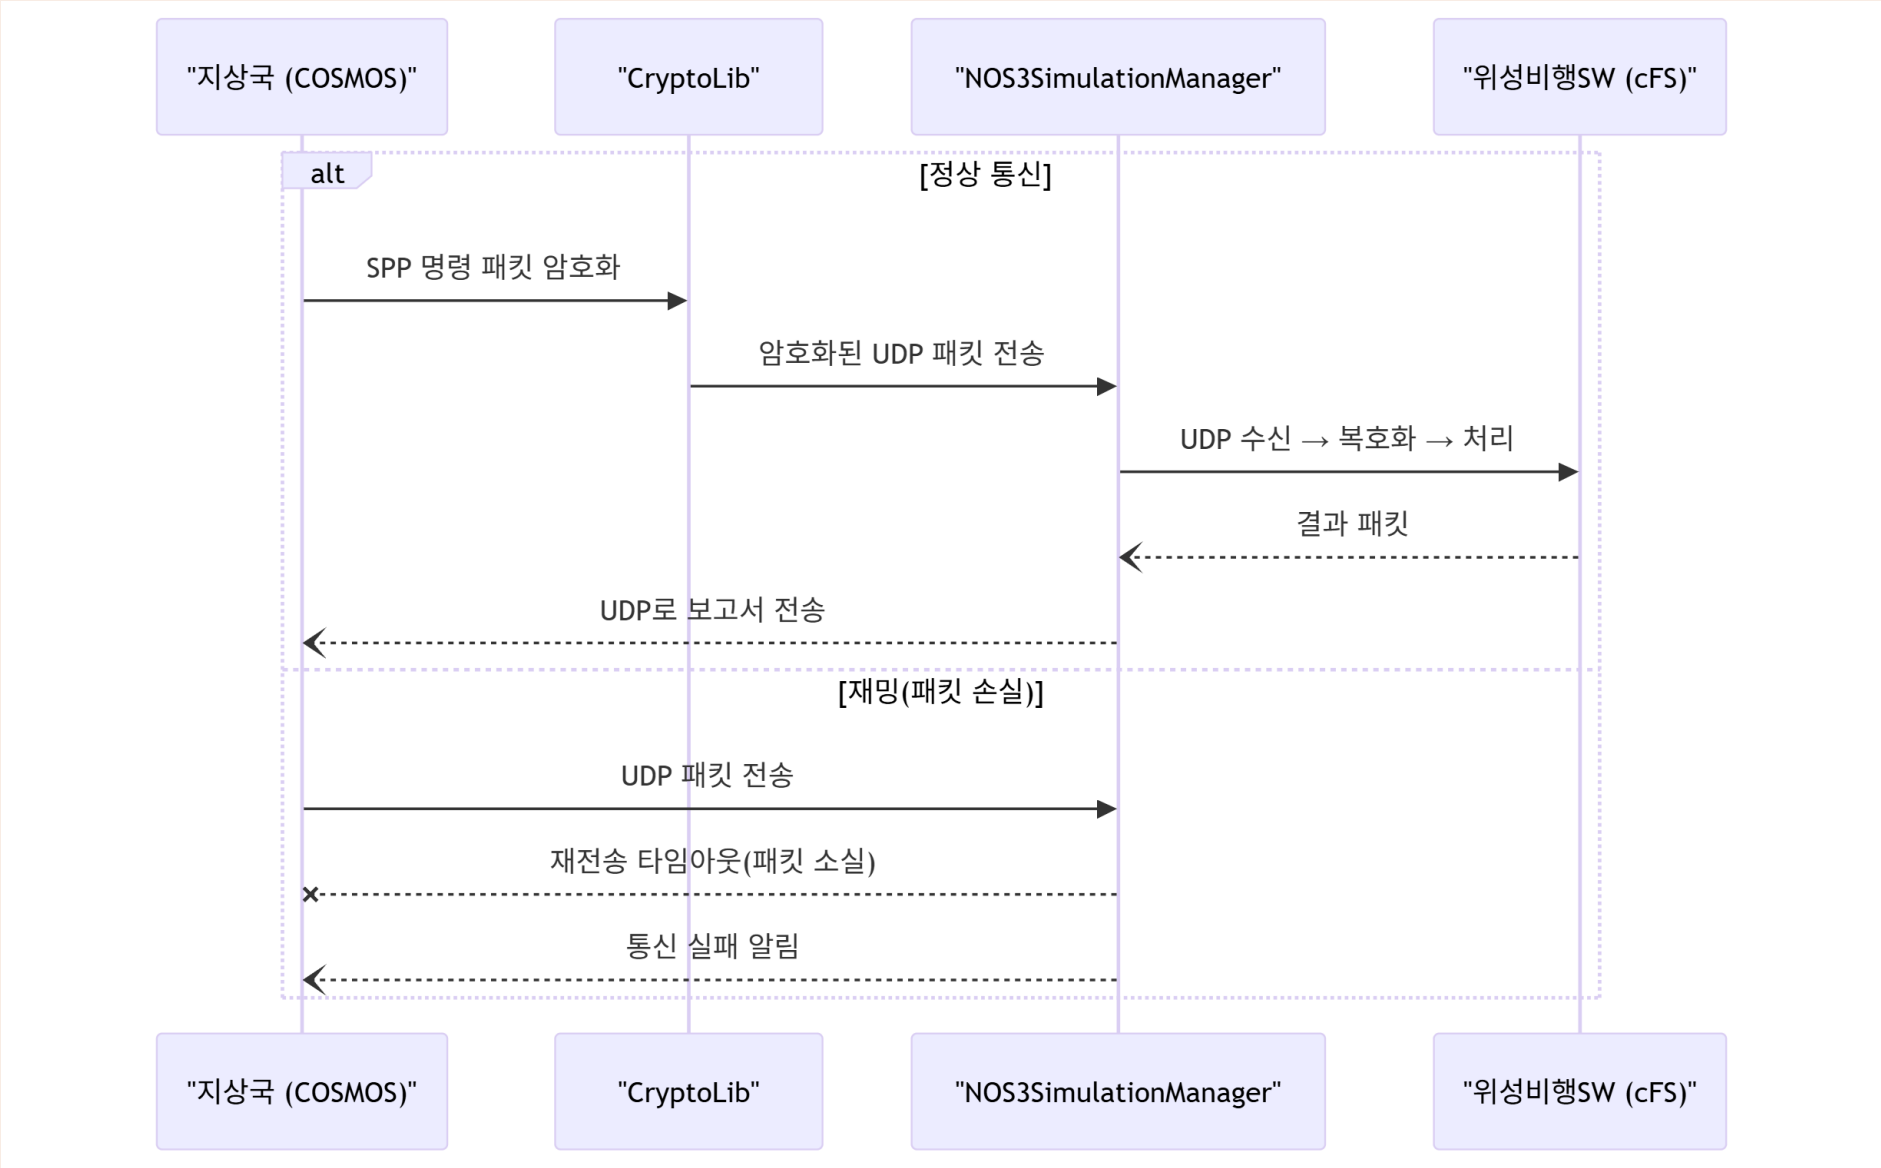 "지상국 (COSMOS)"
"CryptoLib"
"NOS3SimulationManager"
"위성비행SW (cFS)"
alt
[정상 통신]
SPP 명령 패킷 암호화
암호화된 UDP 패킷 전송
UDP 수신 → 복호화 → 처리
결과 패킷
UDP로 보고서 전송
[재밍(패킷 손실)]
UDP 패킷 전송
재전송 타임아웃(패킷 소실)
통신 실패 알림
"지상국 (COSMOS)"
"CryptoLib"
"NOS3SimulationManager"
"위성비행SW (cFS)"